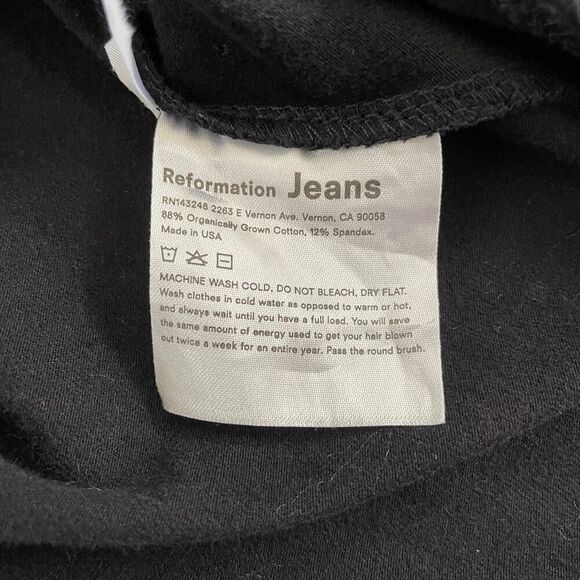 Reformation Jeans
RN143248 2263 E Vernon Ave. Vernon, CA 90058
88% Organically Grown Cotton, 12% Spandex.
Made in USA
MACHINE WASH COLD, DO NOT BLEACH, DRY FLAT.
Wash clothes in cold water as opposed to warm or hot,
and always wait until you have a full load. You will save
the same amount of energy used to get your hair blown
out twice a week for an entire year. Pass the round brush.